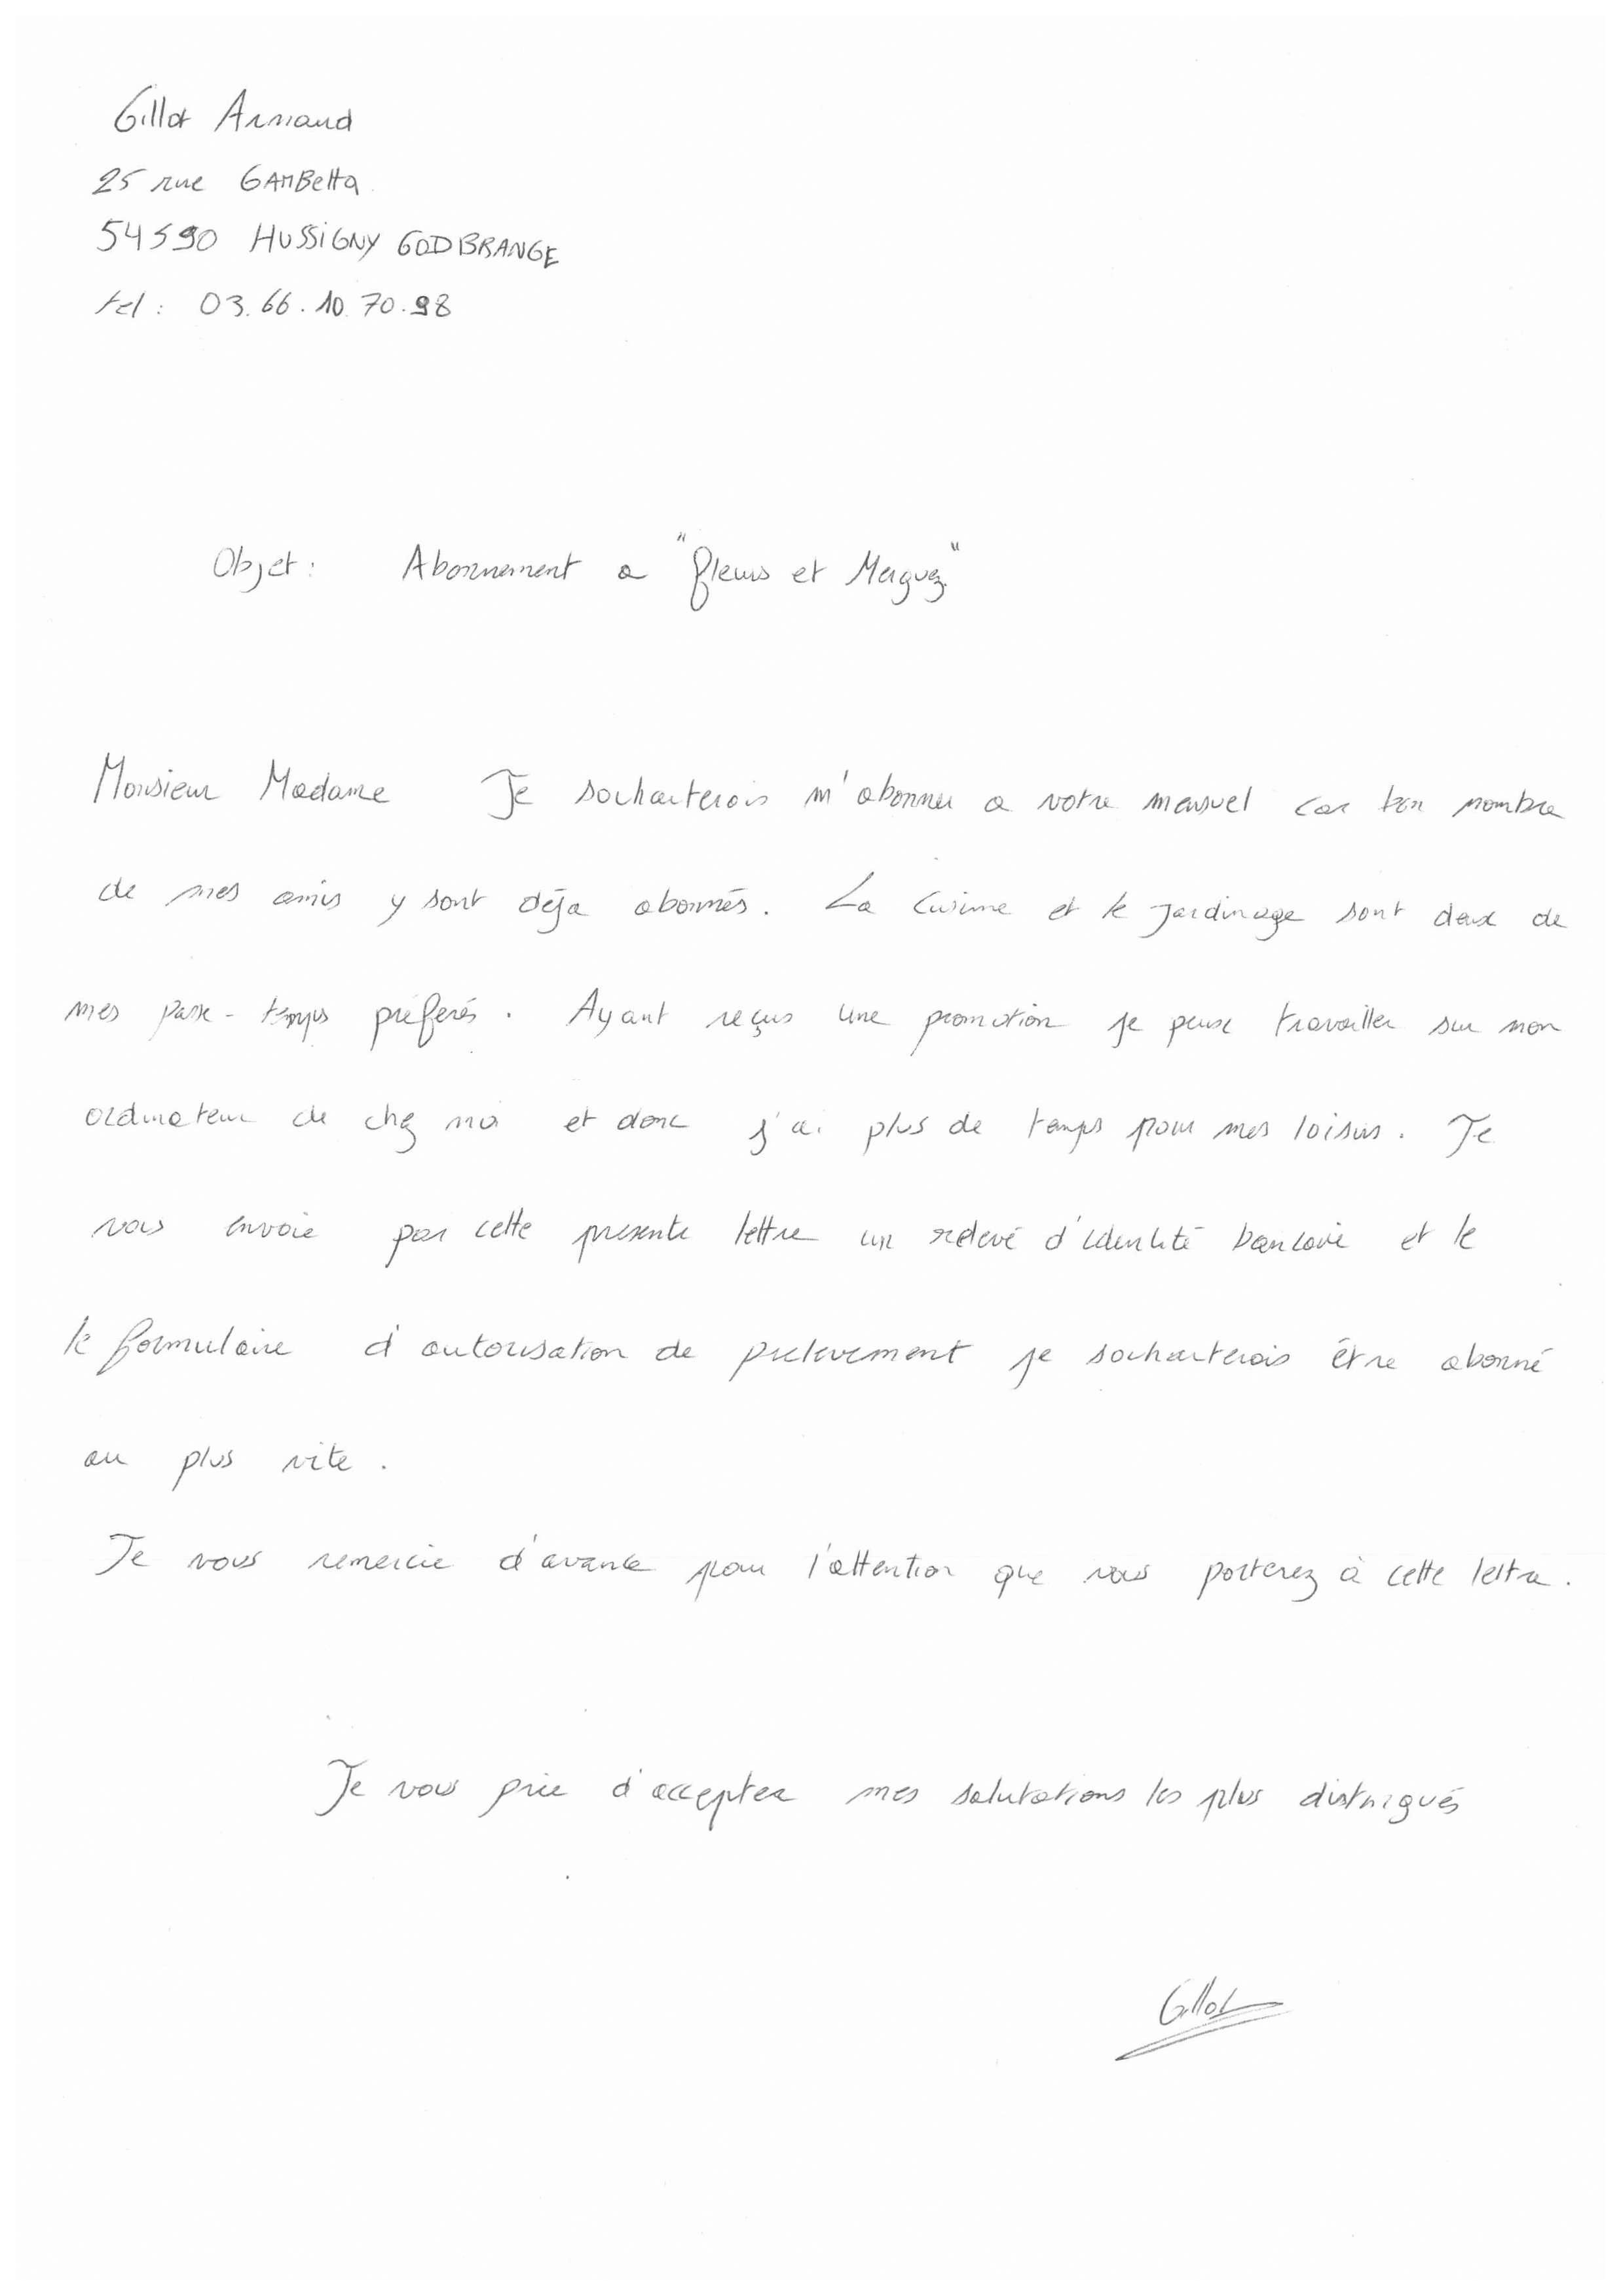 Gillot Arnaud
25 rue GAMBetta
54590 HUSSIGNY GODBRANGE
tel : 03.66.10.70.98
Objet : Abonnement a "fleurs et Merguez"
Monsieur Madame Je souhaiterais m'abonner a votre mensuel car bon nombre
de mes amis y sont déja abonnés. La cuisine et le jardinage sont deux de
mes passe-temps préferés. Ayant reçus une promotion je peux travailler sur mon
ordinateur de chez moi et donc j'ai plus de temps pour mes loisirs. Je
vous envoie par cette presente lettre un relevé d'identité bancaire et le
le formulaire d'autorisation de prelevement je souhaiterais être abonné
au plus vite.
Je vous remercie d'avance pour l'attention que vous porterez à cette lettre.
Je vous prie d'accepter mes salutations les plus distingués
Gillot